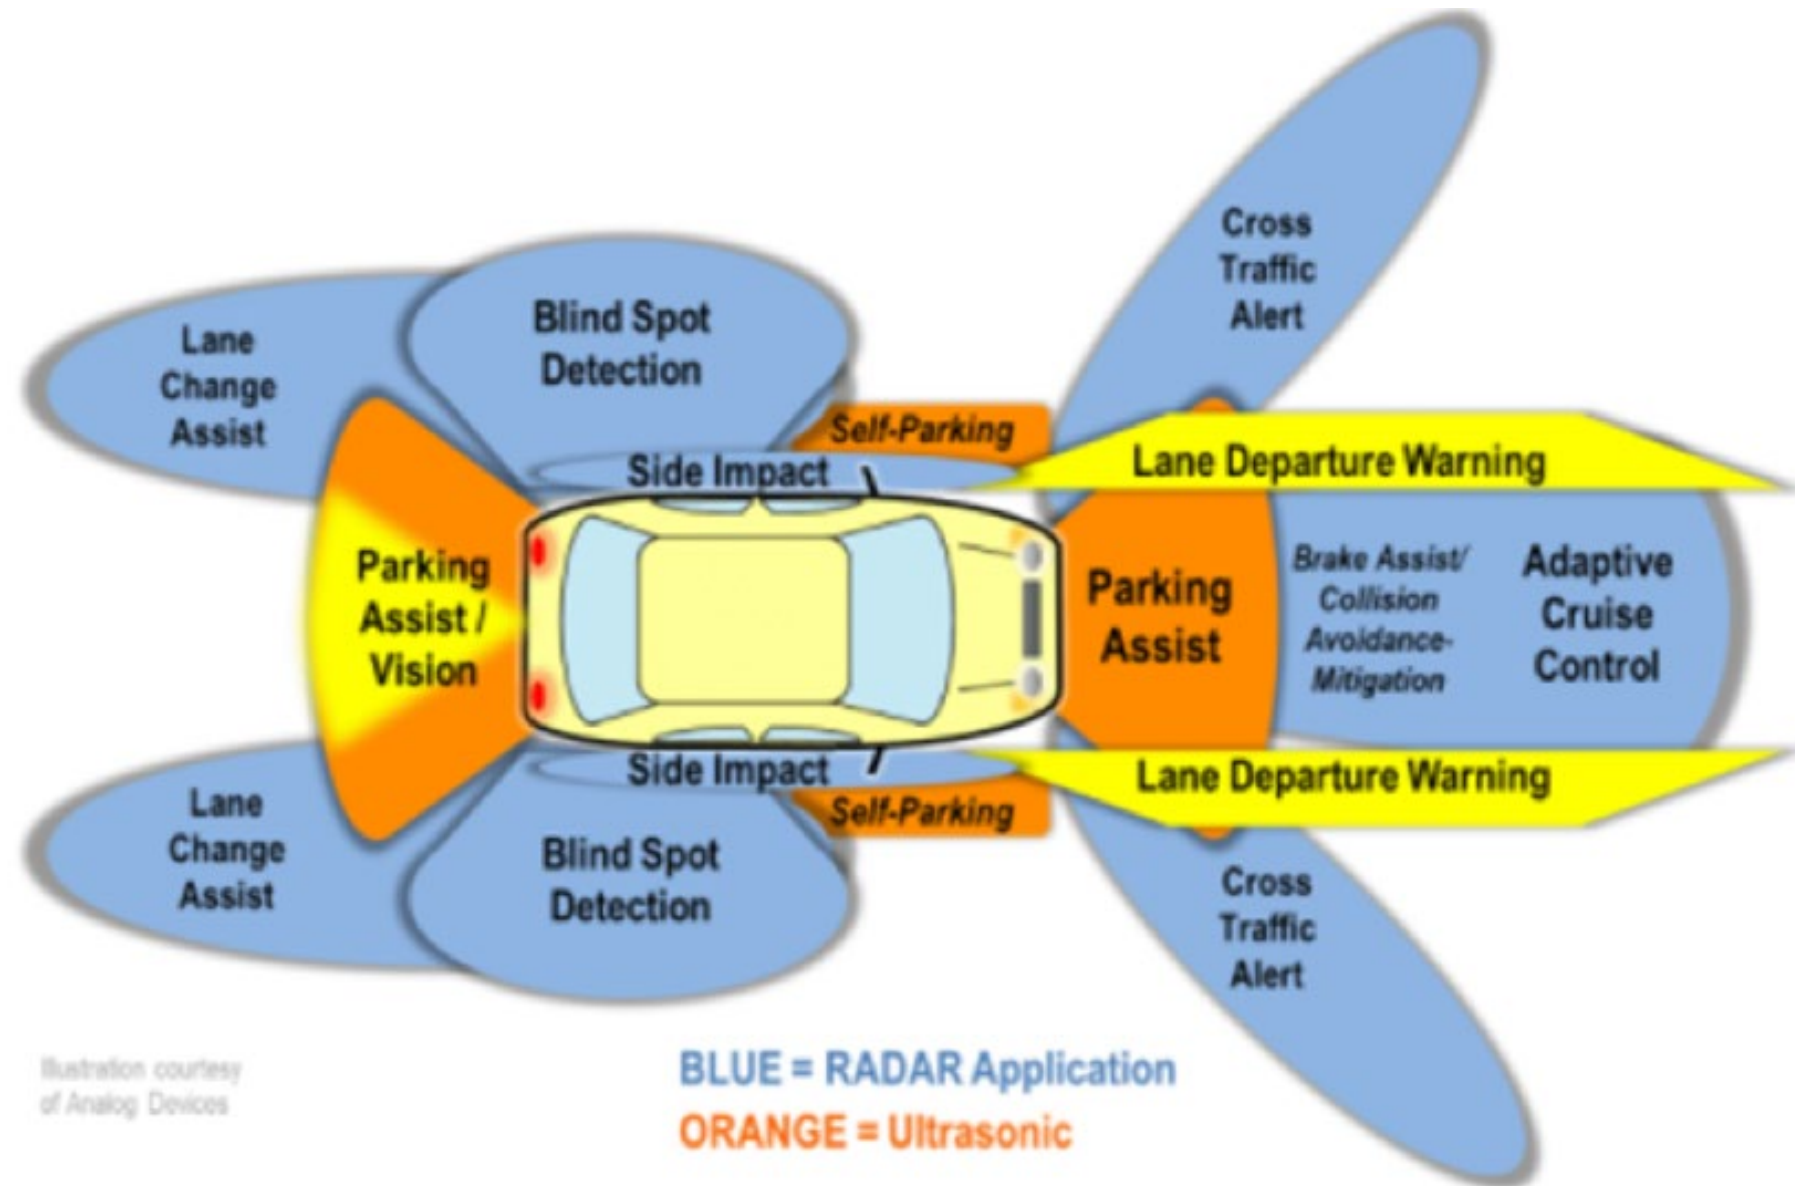 Cross
Traffic
Alert
Blind Spot
Detection
Lane
Change
Assist
Self-Parking
Side Impact
Lane Departure Warning
Parking
Assist /
Vision
Parking
Assist
Brake Assist/
Collision
Avoidance-
Mitigation
Adaptive
Cruise
Control
Side Impact
Lane Departure Warning
Self-Parking
Lane
Change
Assist
Blind Spot
Detection
Cross
Traffic
Alert
Illustration courtesy
of Analog Devices
BLUE = RADAR Application
ORANGE = Ultrasonic